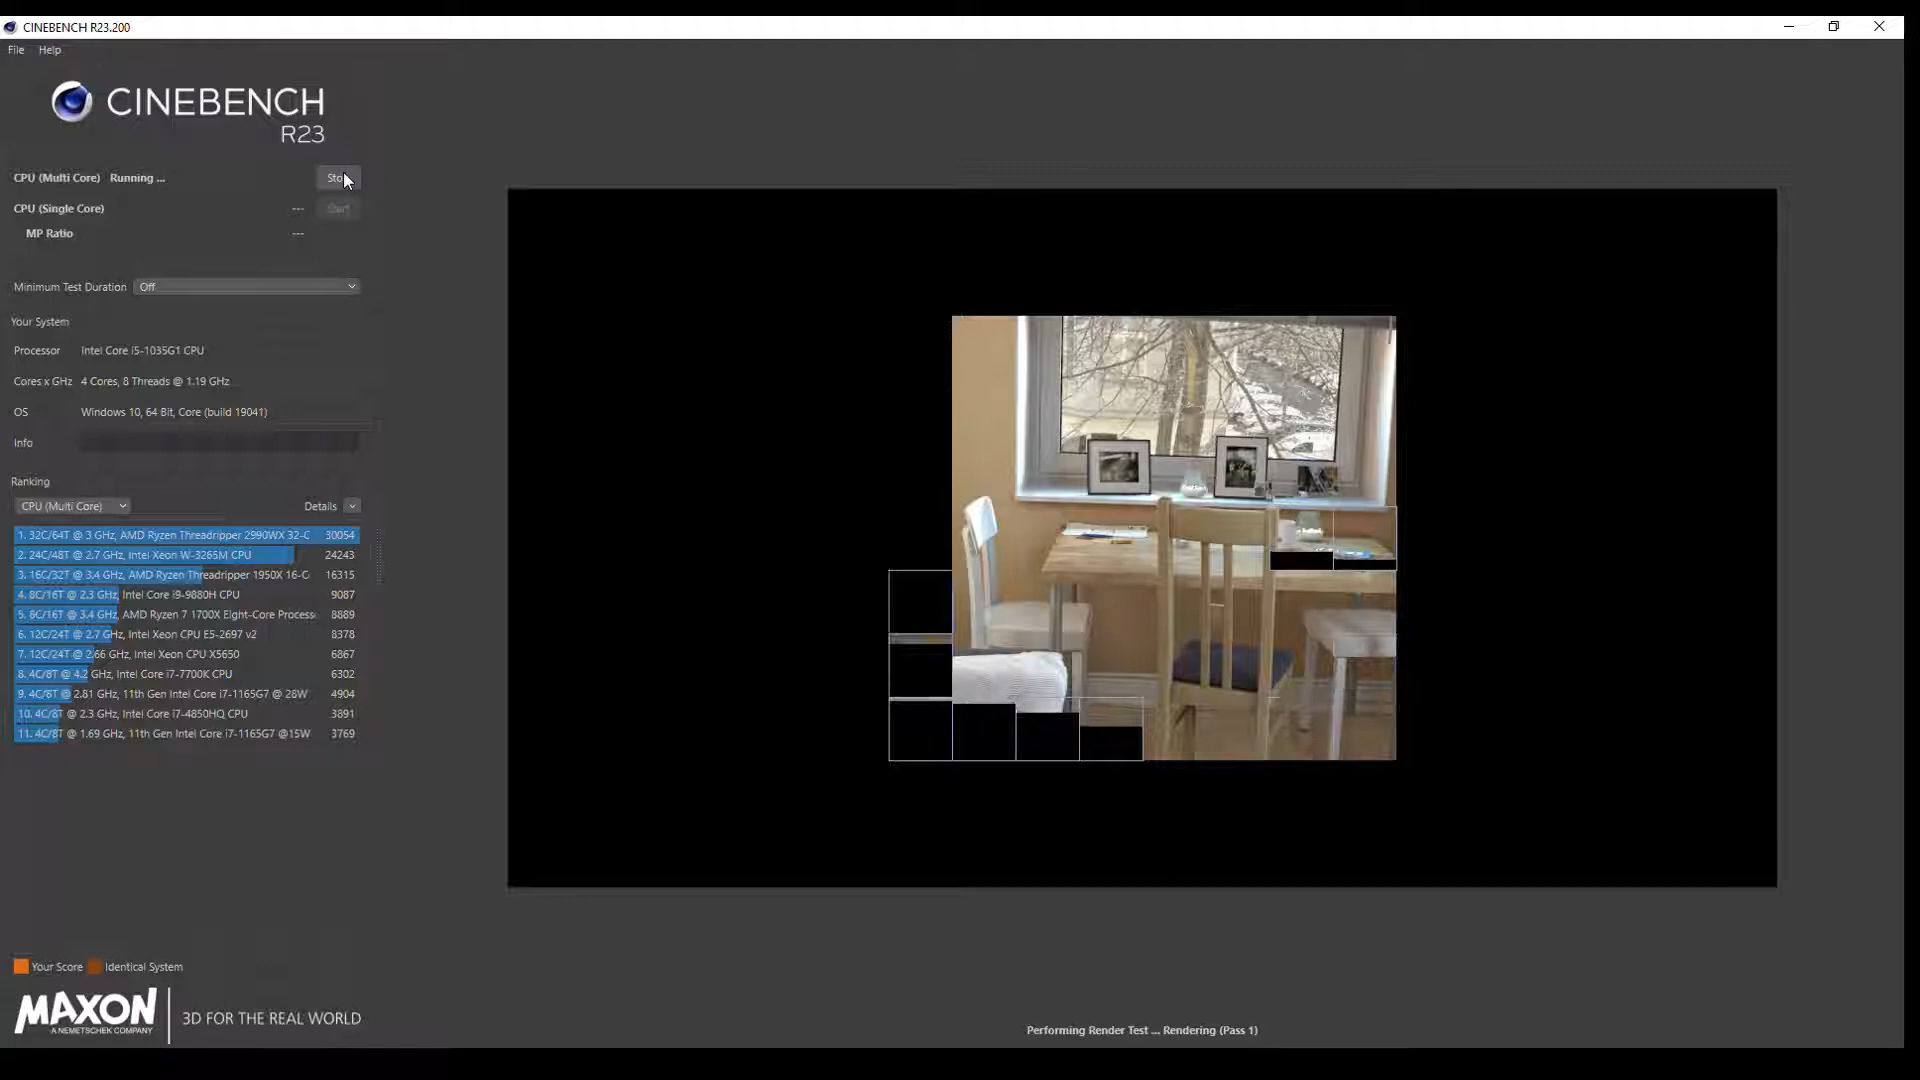 CINEBENCH R23.200
File Help
CINEBENCH
R23
CPU (Multi Core) Running ...
CPU (Single Core) --- Start
MP Ratio ---
Minimum Test Duration Off
Your System
Processor Intel Core i5-1035G1 CPU
Cores x GHz 4 Cores, 8 Threads @ 1.19 GHz
OS Windows 10, 64 Bit, Core (build 19041)
Info
Ranking
CPU (Multi Core) Details
1. 32C/64T @ 3 GHz, AMD Ryzen Threadripper 2990WX 32-C 30054
2. 24C/48T @ 2.7 GHz, Intel Xeon W-3265M CPU 24243
3. 16C/32T @ 3.4 GHz, AMD Ryzen Threadripper 1950X 16-C 16315
4. 8C/16T @ 2.3 GHz, Intel Core i9-9880H CPU 9087
5. 8C/16T @ 3.4 GHz, AMD Ryzen 7 1700X Eight-Core Process 8889
6. 12C/24T @ 2.7 GHz, Intel Xeon CPU E5-2697 v2 8378
7. 12C/24T @ 2.66 GHz, Intel Xeon CPU X5650 6867
8. 4C/8T @ 4.2 GHz, Intel Core i7-7700K CPU 6302
9. 4C/8T @ 2.81 GHz, 11th Gen Intel Core i7-1165G7 @ 28W 4904
10. 4C/8T @ 2.3 GHz, Intel Core i7-4850HQ CPU 3891
11. 4C/8T @ 1.69 GHz, 11th Gen Intel Core i7-1165G7 @15W 3769
Your Score Identical System
MAXON
A NEMETSCHEK COMPANY
3D FOR THE REAL WORLD
Performing Render Test ... Rendering (Pass 1)